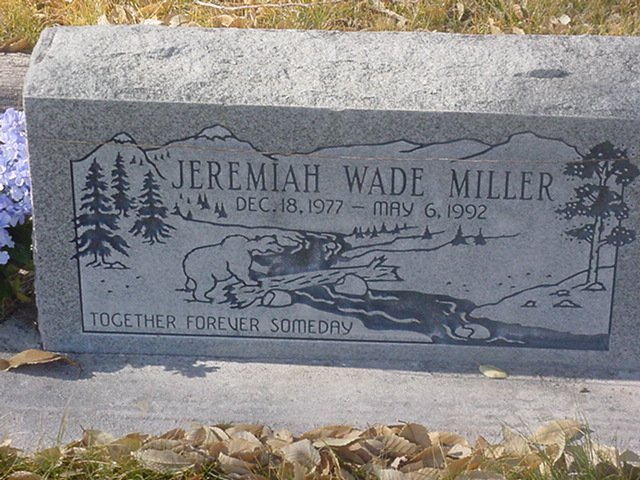 JEREMIAH WADE MILLER
DEC. 18, 1977 – MAY 6, 1992
TOGETHER FOREVER SOMEDAY